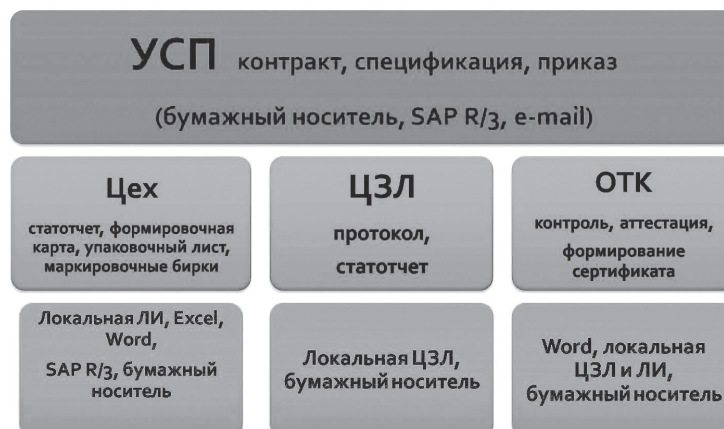 УСП контракт, спецификация, приказ
(бумажный носитель, SAP R/3, e-mail)
Цех
статотчет, формировочная
карта, упаковочный лист,
маркировочные бирки
ЦЗЛ
протокол,
статотчет
ОТК
контроль, аттестация,
формирование
сертификата
Локальная ЛИ, Excel,
Word,
SAP R/3, бумажный
носитель
Локальная ЦЗЛ,
бумажный носитель
Word, локальная
ЦЗЛ и ЛИ,
бумажный носитель